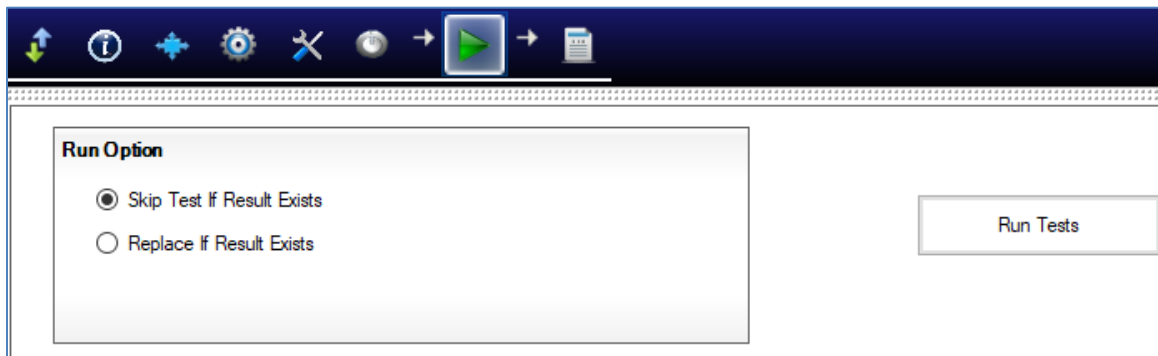 Run Option
Skip Test If Result Exists
Replace If Result Exists
Run Tests